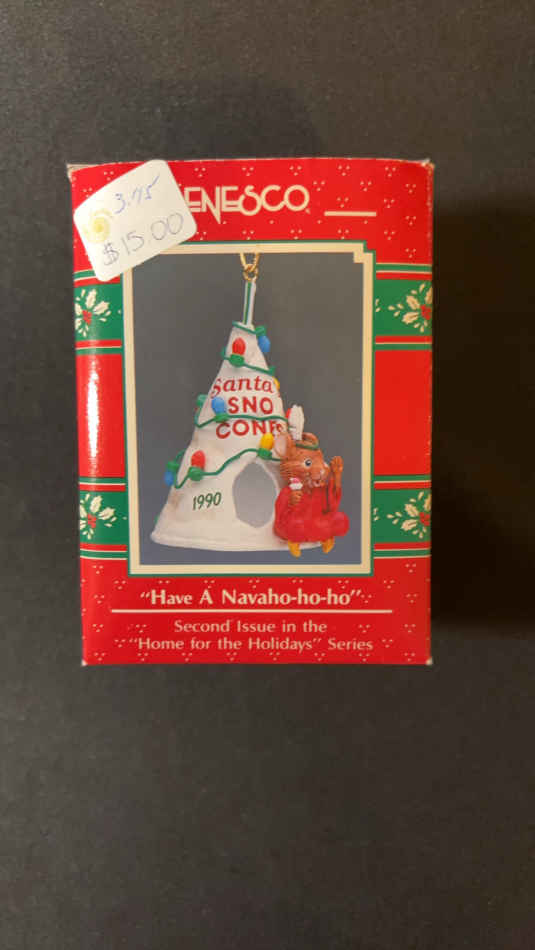 3.75
$15.00
ENESCO
Santa's
SNO
CONES
1990
"Have A Navaho-ho-ho"
Second Issue in the
"Home for the Holidays" Series